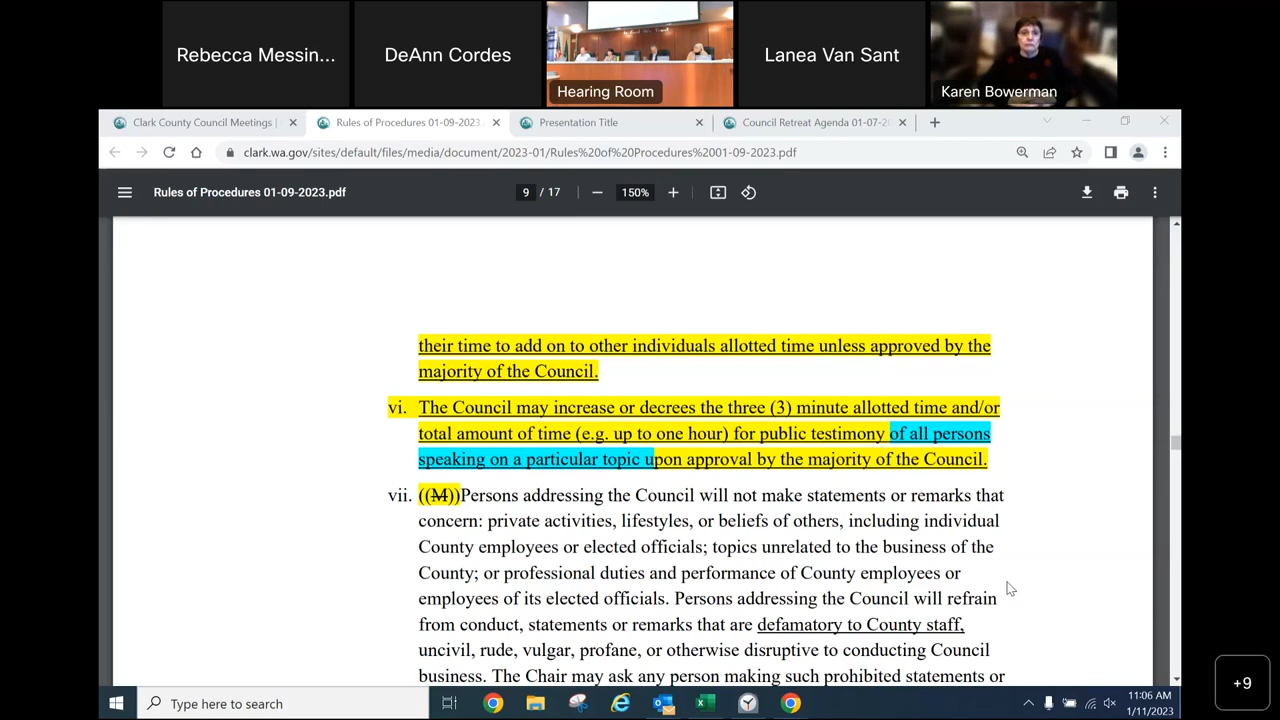 Rebecca Messin...
DeAnn Cordes
Hearing Room
Lanea Van Sant
Karen Bowerman
Clark County Council Meetings |
Rules of Procedures 01-09-2023.
Presentation Title
Council Retreat Agenda 01-07-20
clark.wa.gov/sites/default/files/media/document/2023-01/Rules%20of%20Procedures%2001-09-2023.pdf
Rules of Procedures 01-09-2023.pdf
9 / 17
150%
their time to add on to other individuals allotted time unless approved by the
majority of the Council.
vi. The Council may increase or decrees the three (3) minute allotted time and/or
total amount of time (e.g. up to one hour) for public testimony of all persons
speaking on a particular topic upon approval by the majority of the Council.
vii. ((M))Persons addressing the Council will not make statements or remarks that
concern: private activities, lifestyles, or beliefs of others, including individual
County employees or elected officials; topics unrelated to the business of the
County; or professional duties and performance of County employees or
employees of its elected officials. Persons addressing the Council will refrain
from conduct, statements or remarks that are defamatory to County staff,
uncivil, rude, vulgar, profane, or otherwise disruptive to conducting Council
business. The Chair may ask any person making such prohibited statements or
Type here to search
11:06 AM
1/11/2023
+9